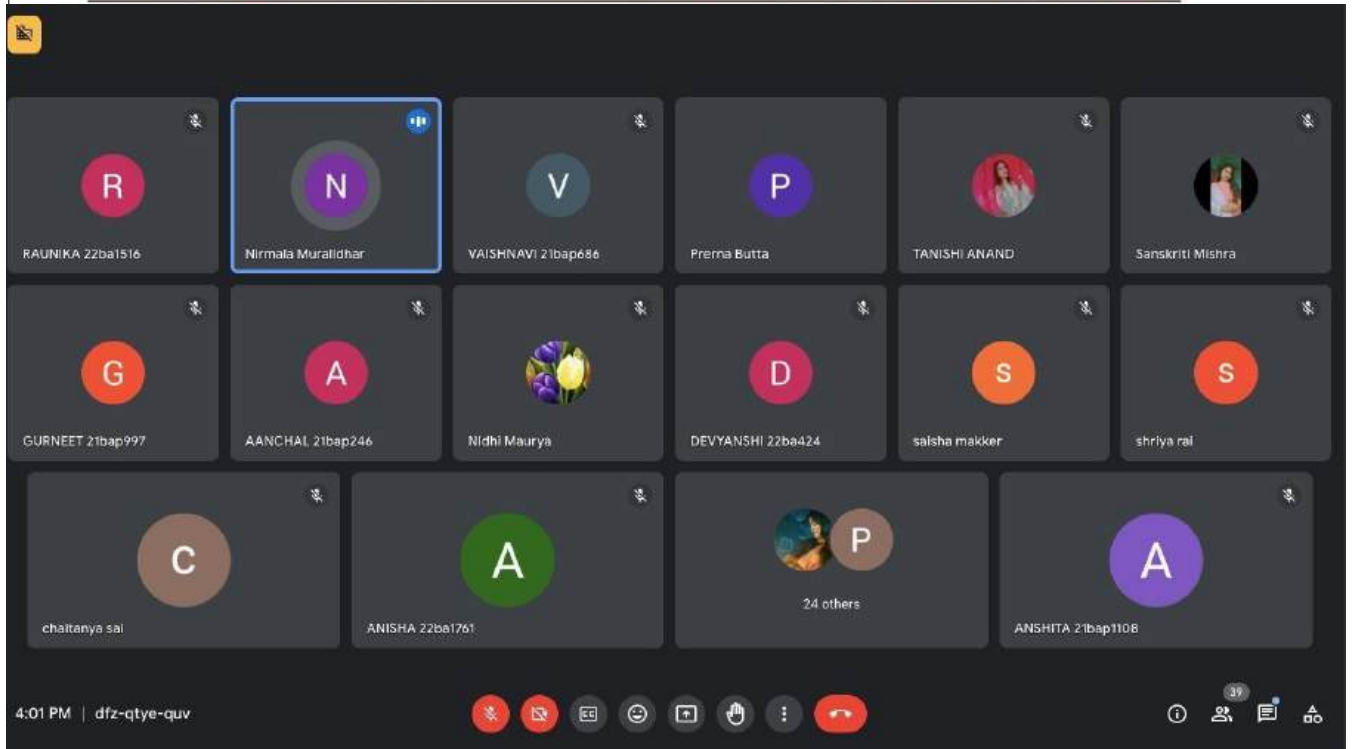 R
N
V
P
RAUNIKA 22ba1516
Nirmala Muralidhar
VAISHNAVI 21bap686
Prerna Butta
TANISHI ANAND
Sanskriti Mishra
G
A
D
S
S
GURNEET 21bap997
AANCHAL 21bap246
Nidhi Maurya
DEVYANSHI 22ba424
saisha makker
shriya rai
C
A
P
A
24 others
chaitanya sai
ANISHA 22ba1761
ANSHITA 21bap1108
39
4:01 PM | dfz-qtye-quv
CC